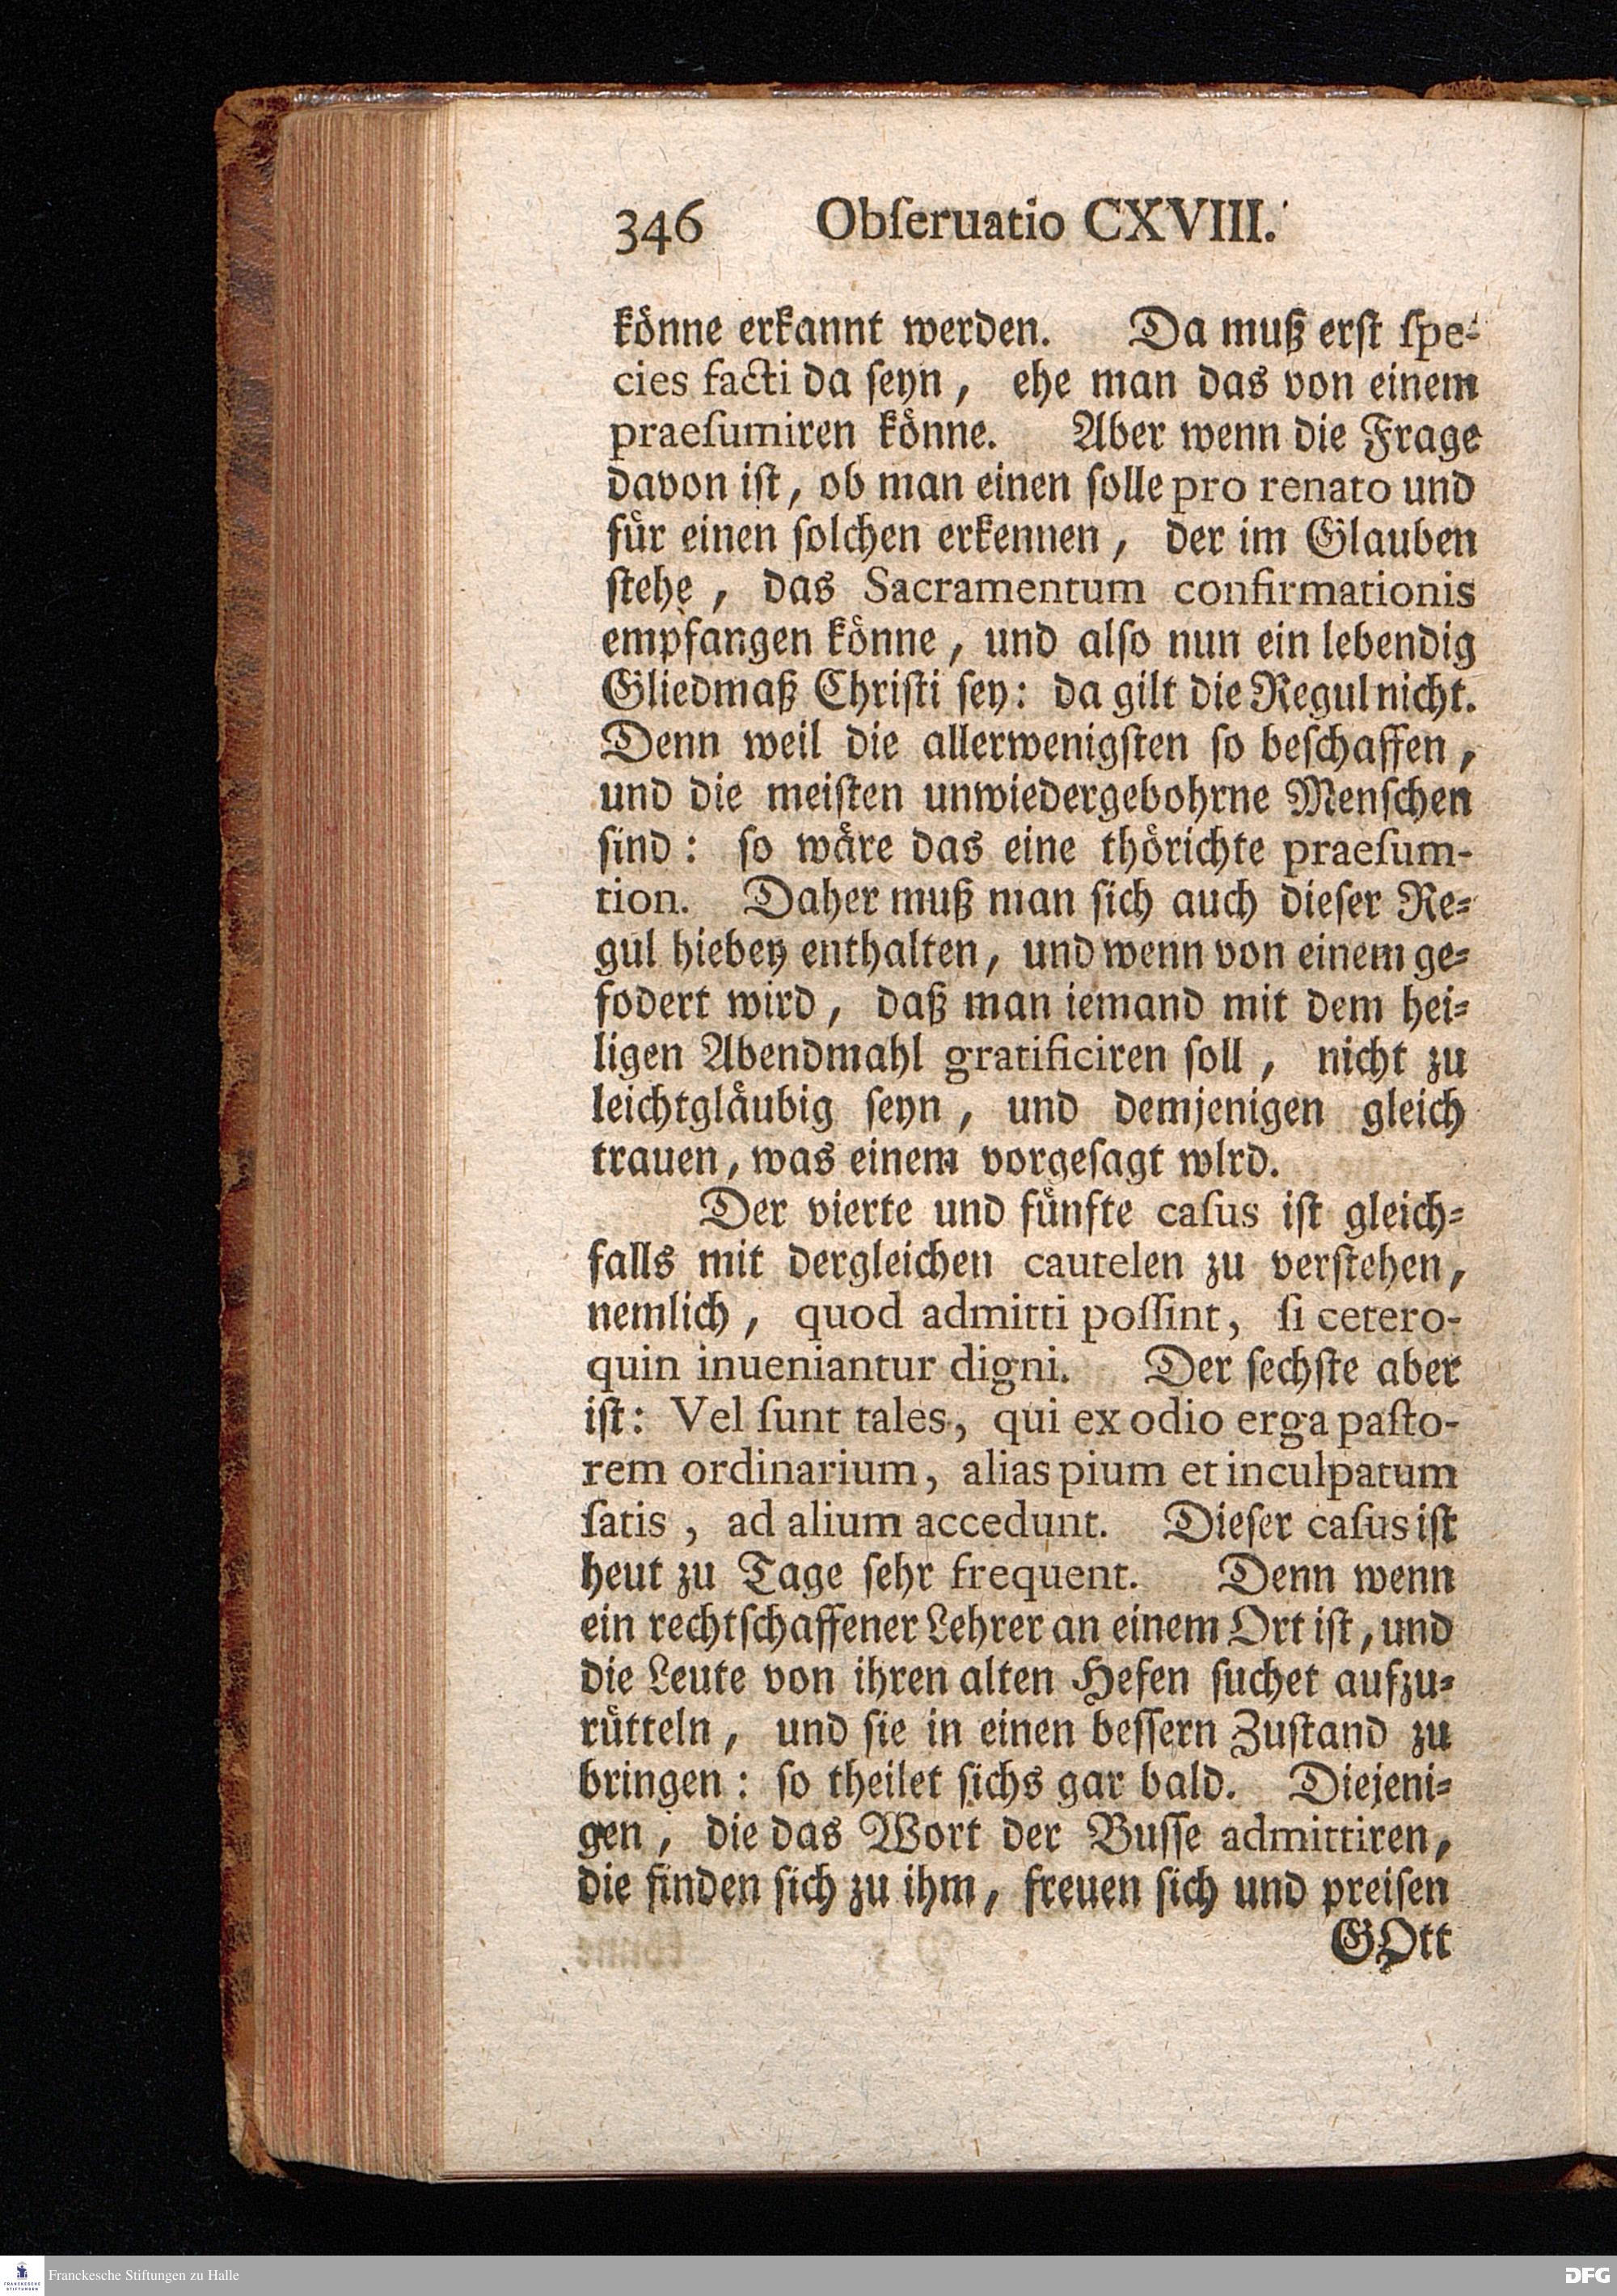 346 Obſeruatio CXVIII.
könne erkannt werden. Da muß erſt ſpe-
cies facti da ſeyn, ehe man das von einem
praeſumiren könne. Aber wenn die Frage
davon iſt, ob man einen ſolle pro renato und
für einen ſolchen erkennen, der im Glauben
ſtehe, das Sacramentum confirmationis
empfangen könne, und alſo nun ein lebendig
Gliedmaß Chriſti ſey: da gilt die Regul nicht.
Denn weil die allerwenigſten ſo beſchaffen,
und die meiſten unwiedergebohrne Menſchen
ſind: ſo wäre das eine thörichte praeſum-
tion. Daher muß man ſich auch dieſer Re-
gul hiebey enthalten, und wenn von einem ge-
fodert wird, daß man iemand mit dem hei-
ligen Abendmahl gratificiren ſoll, nicht zu
leichtgläubig ſeyn, und demjenigen gleich
trauen, was einem vorgeſagt wlrd.
Der vierte und fünfte caſus iſt gleich-
falls mit dergleichen cautelen zu verſtehen,
nemlich, quod admitti poſſint, ſi cetero-
quin inueniantur digni. Der ſechſte aber
iſt: Vel ſunt tales, qui ex odio erga paſto-
rem ordinarium, alias pium et inculpatum
ſatis, ad alium accedunt. Dieſer caſus iſt
heut zu Tage ſehr frequent. Denn wenn
ein rechtſchaffener Lehrer an einem Ort iſt, und
die Leute von ihren alten Hefen ſuchet aufzu-
rütteln, und ſie in einen beſſern Zuſtand zu
bringen: ſo theilet ſichs gar bald. Diejeni-
gen, die das Wort der Buſſe admittiren,
die finden ſich zu ihm, freuen ſich und preiſen
GOtt
Franckesche Stiftungen zu Halle
DFG